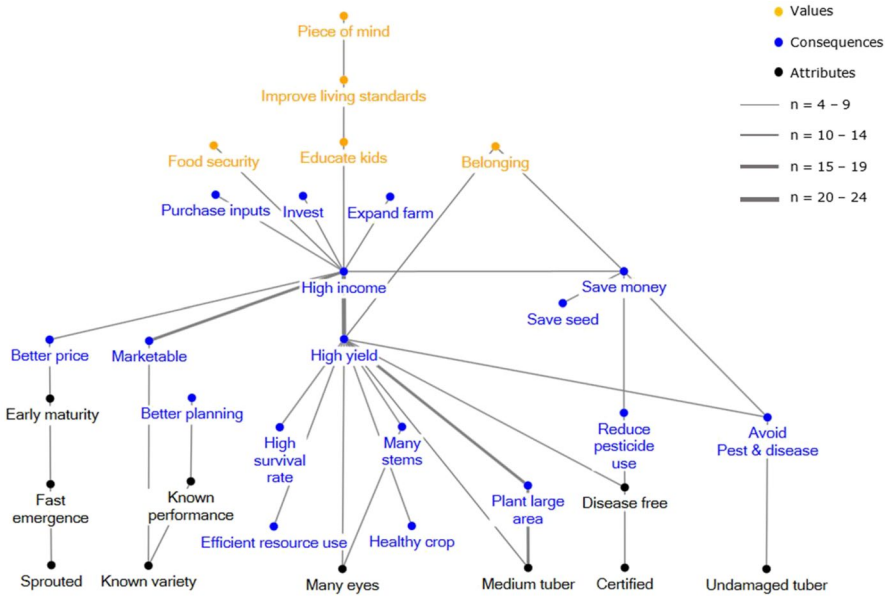 Values
Piece of mind
Consequences
Attributes
Improve living standards
n = 4 – 9
n = 10 – 14
Food security
Educate kids
Belonging
n = 15 – 19
n = 20 – 24
Purchase inputs
Invest
Expand farm
High income
Save money
Save seed
Better price
Marketable
High yield
Early maturity
Better planning
High
survival
rate
Many
stems
Reduce
pesticide
use
Avoid
Pest & disease
Fast
emergence
Known
performance
Plant large
area
Disease free
Efficient resource use
Healthy crop
Sprouted
Known variety
Many eyes
Medium tuber
Certified
Undamaged tuber